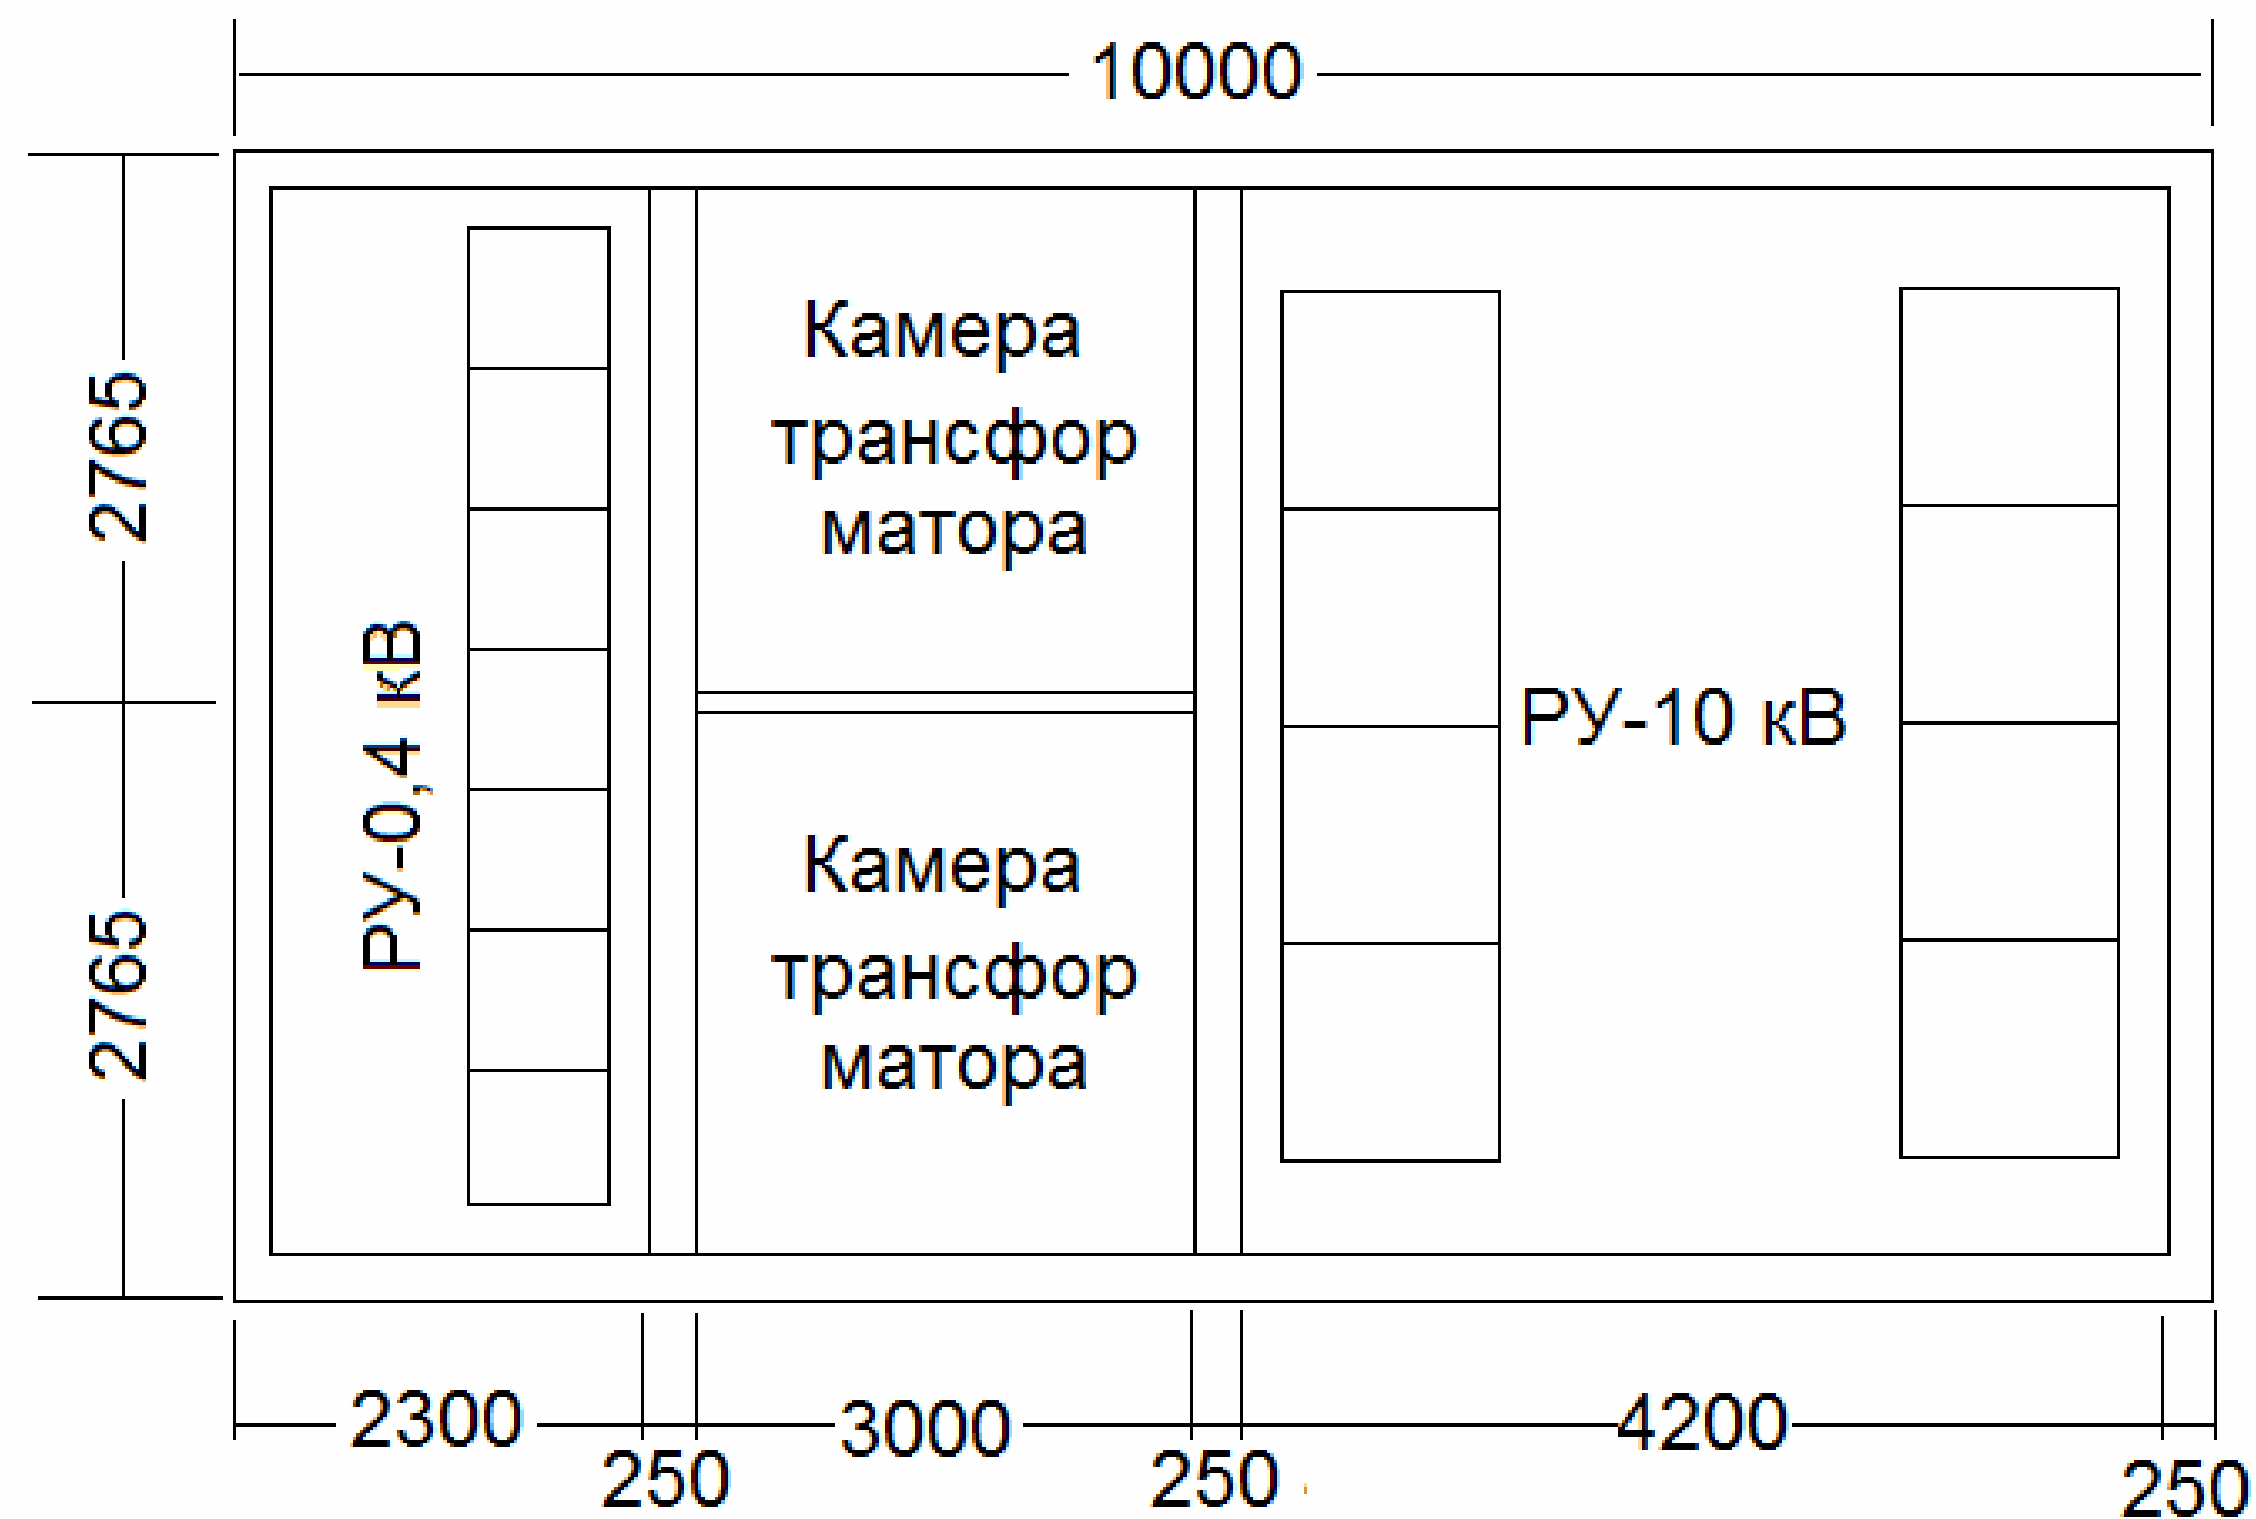 10000
2765
2765
РУ-0,4 кВ
Камера
трансфор
матора
Камера
трансфор
матора
РУ-10 кВ
2300
250
3000
250
4200
250